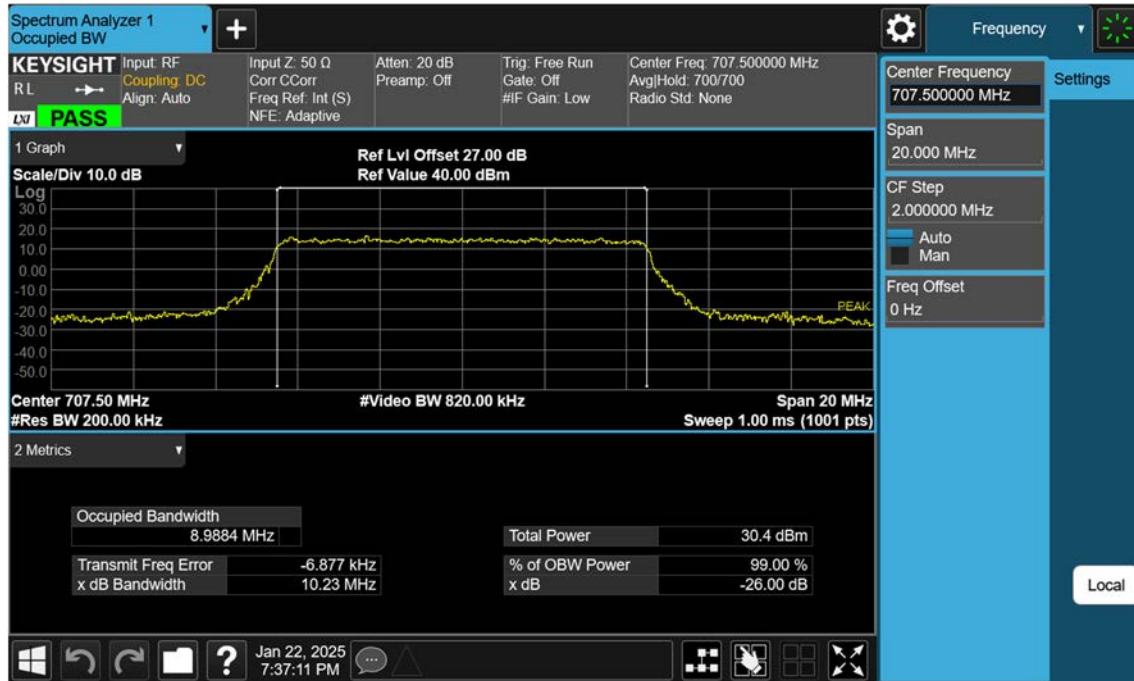 Spectrum Analyzer 1
Occupied BW
Frequency
KEYSIGHT
RL
LXI
PASS
Input: RF
Coupling: DC
Align: Auto
Input Z: 50 Ω
Corr CCorr
Freq Ref: Int (S)
NFE: Adaptive
Atten: 20 dB
Preamp: Off
Trig: Free Run
Gate: Off
#IF Gain: Low
Center Freq: 707.500000 MHz
Avg|Hold: 700/700
Radio Std: None
Center Frequency
707.500000 MHz
Settings
Span
20.000 MHz
CF Step
2.000000 MHz
Auto
Man
Freq Offset
0 Hz
Local
1 Graph
Scale/Div 10.0 dB
Ref Lvl Offset 27.00 dB
Ref Value 40.00 dBm
Log
30.0
20.0
10.0
0.00
-10.0
-20.0
-30.0
-40.0
-50.0
PEAK
Center 707.50 MHz
#Video BW 820.00 kHz
Span 20 MHz
#Res BW 200.00 kHz
Sweep 1.00 ms (1001 pts)
2 Metrics
Occupied Bandwidth
8.9884 MHz
Total Power 30.4 dBm
Transmit Freq Error -6.877 kHz
% of OBW Power 99.00 %
x dB Bandwidth 10.23 MHz
x dB -26.00 dB
?
Jan 22, 2025
7:37:11 PM